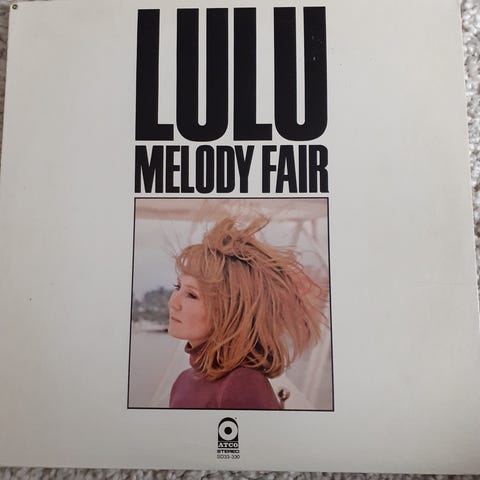 LULU
MELODY FAIR
ATCO
STEREO
SD33-330